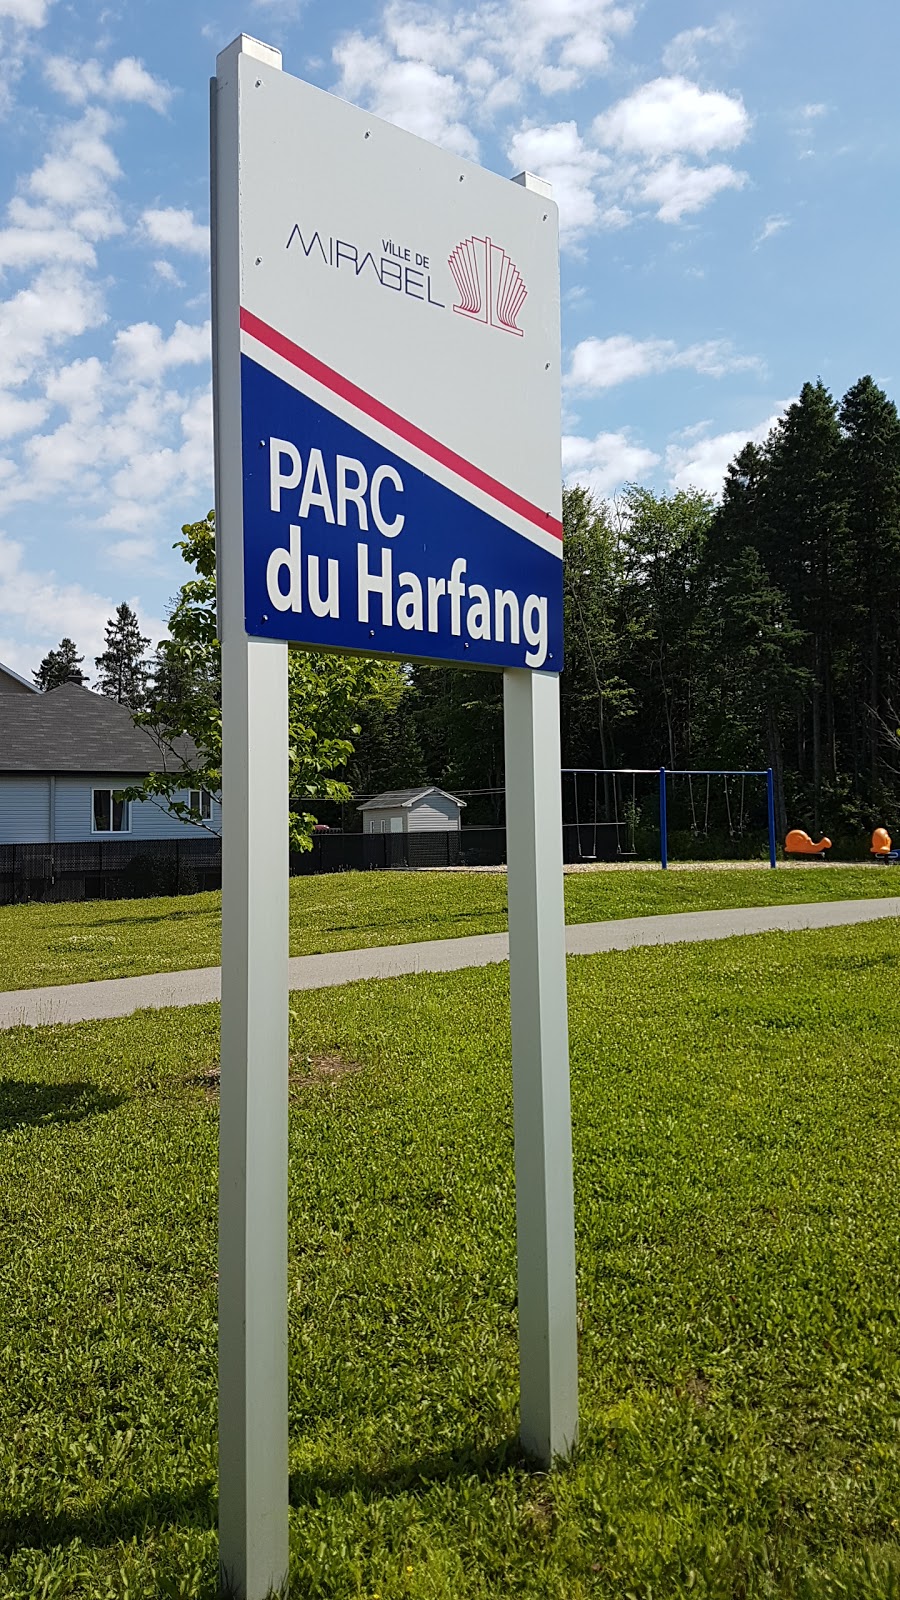 VILLE DE
MIRABEL
PARC
du Harfang